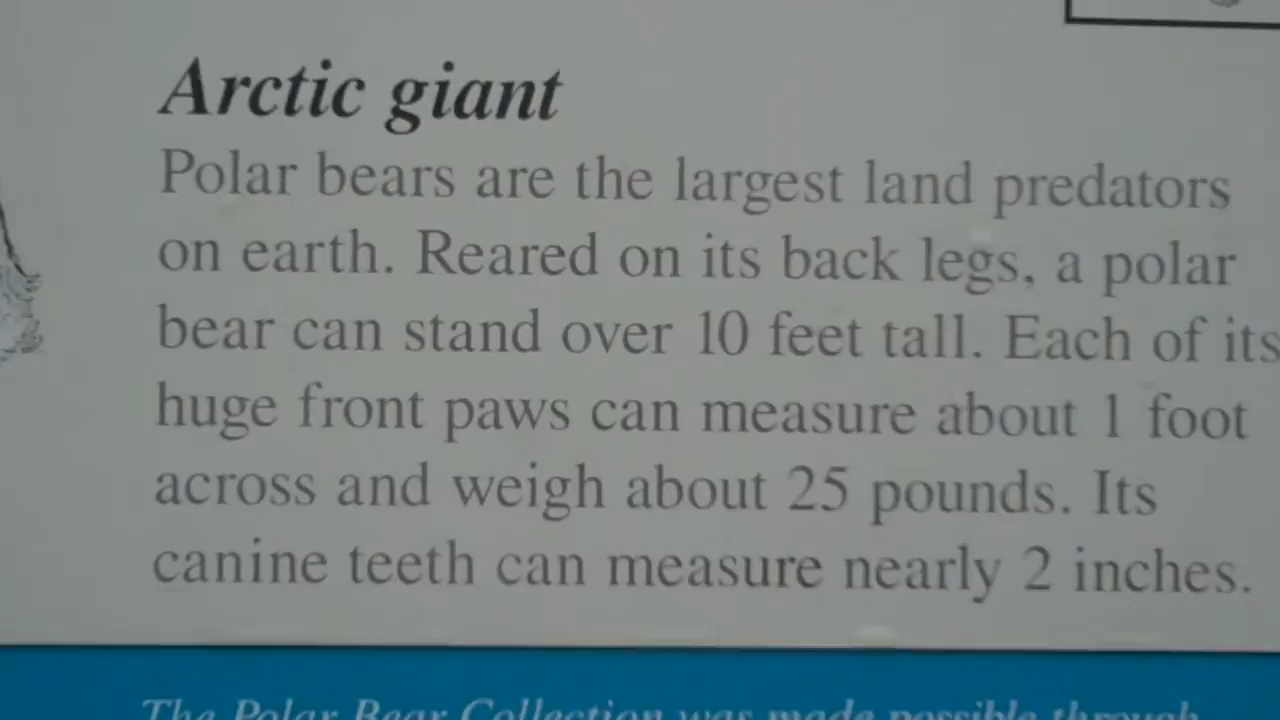 Arctic giant
Polar bears are the largest land predators
on earth. Reared on its back legs, a polar
bear can stand over 10 feet tall. Each of its
huge front paws can measure about 1 foot
across and weigh about 25 pounds. Its
canine teeth can measure nearly 2 inches.
The Polar Bear Collection was made possible through